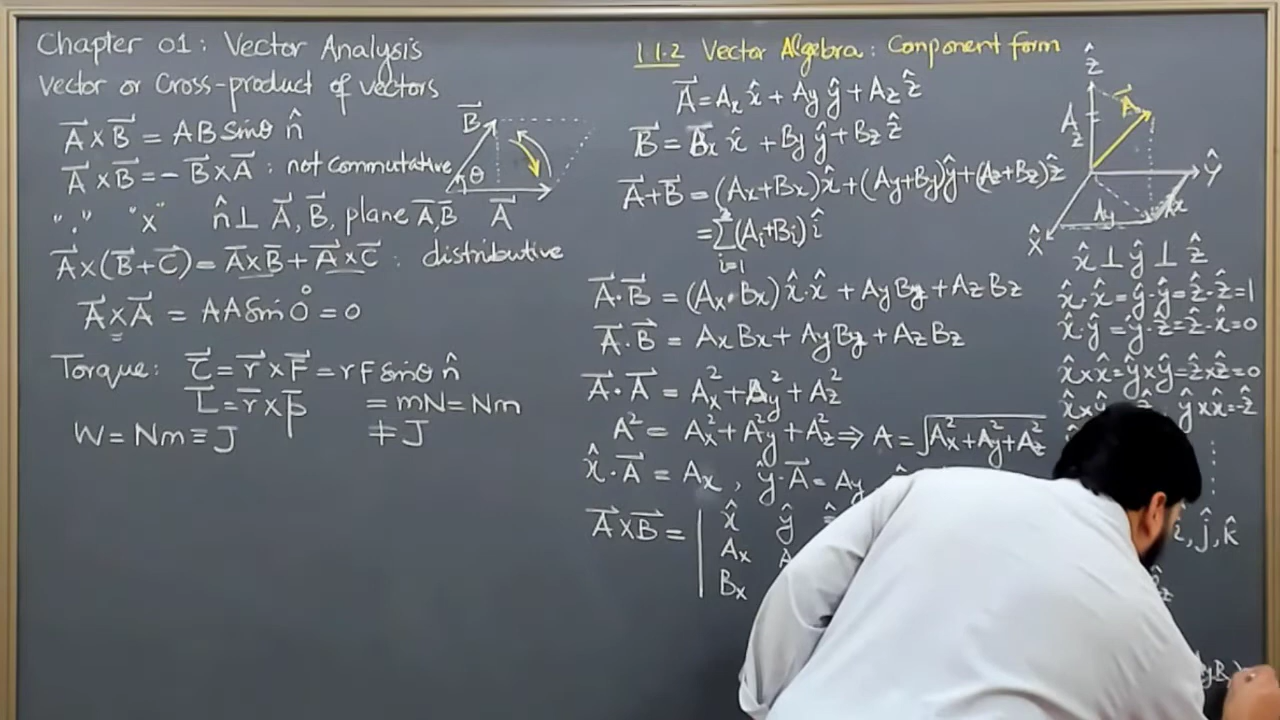 Chapter 01: Vector Analysis
Vector or Cross-product of vectors
A⃗ × B⃗ = AB sinθ n̂
A⃗ × B⃗ = - B⃗ × A⃗ : not commutative
"." "×" n̂ ⊥ A⃗, B⃗, plane A⃗,B⃗
A⃗×(B⃗+C⃗) = A⃗×B⃗ + A⃗×C⃗ : distributive
A⃗×A⃗ = AA sin 0° = 0
Torque: τ⃗ = r⃗ × F⃗ = rF sinθ n̂
L⃗ = r⃗ × p⃗ = mN = Nm
W = Nm ≡ J ≠ J
B⃗
θ
A⃗
1.1.2 Vector Algebra: Component form
A⃗ = Ax x̂ + Ay ŷ + Az ẑ
B⃗ = Bx x̂ + By ŷ + Bz ẑ
A⃗+B⃗ = (Ax+Bx)x̂ + (Ay+By)ŷ + (Az+Bz)ẑ
= Σ (Ai+Bi) î
i=1
A⃗·B⃗ = (Ax·Bx) x̂·x̂ + AyBy + AzBz
A⃗·B⃗ = AxBx + AyBy + AzBz
A⃗·A⃗ = Ax² + Ay² + Az²
A² = Ax² + Ay² + Az² ⇒ A = √(Ax²+Ay²+Az²)
x̂·A⃗ = Ax , ŷ·A⃗ = Ay
A⃗×B⃗ = | x̂ ŷ
Ax
Bx
ẑ
A⃗
Az
ŷ
Ay Ax
x̂
x̂ ⊥ ŷ ⊥ ẑ
x̂·x̂ = ŷ·ŷ = ẑ·ẑ = 1
x̂·ŷ = ŷ·ẑ = ẑ·x̂ = 0
x̂×x̂ = ŷ×ŷ = ẑ×ẑ = 0
ŷ×x̂ = -ẑ
ĵ, k̂